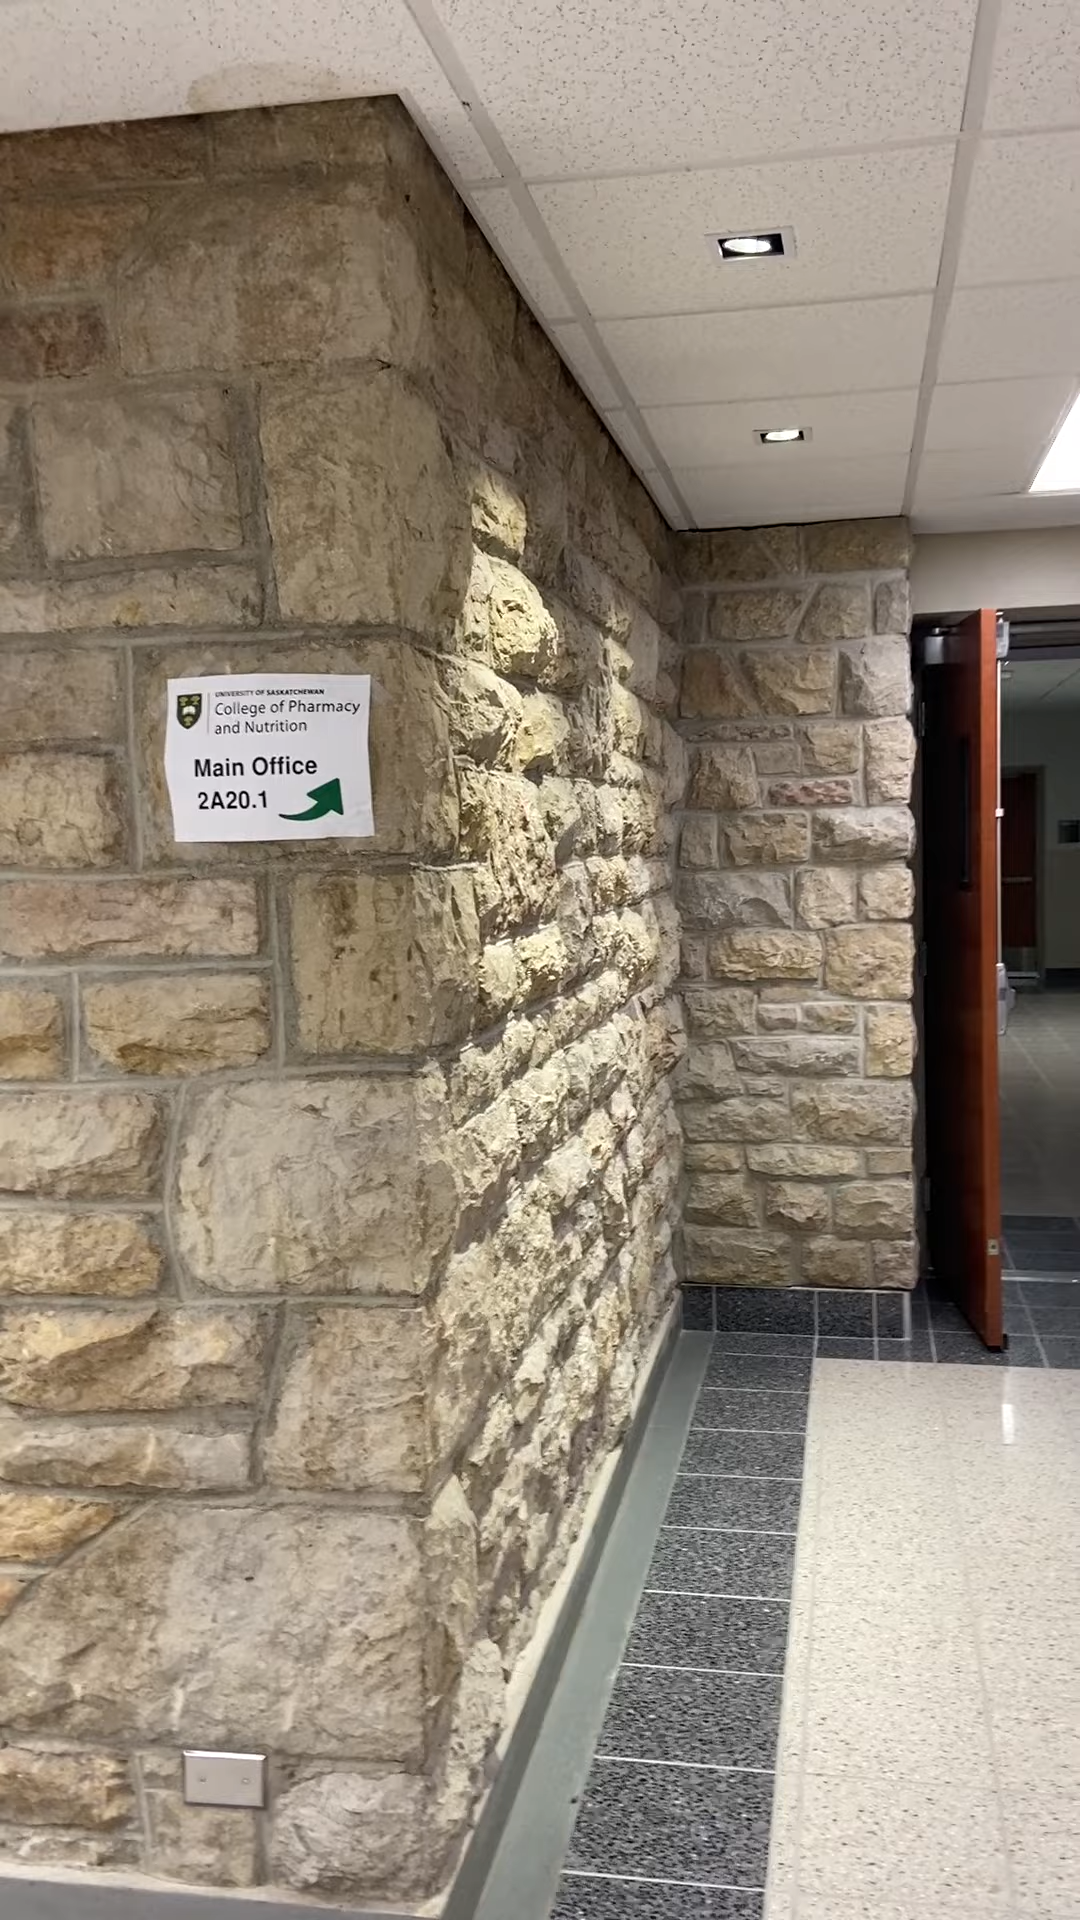 UNIVERSITY OF SASKATCHEWAN
College of Pharmacy
and Nutrition
Main Office
2A20.1